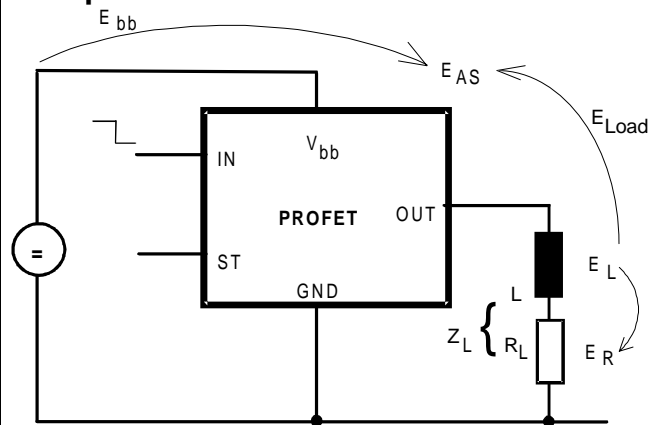 E bb
E AS
E Load
IN
V bb
PROFET
OUT
=
ST
GND
L
E L
Z L {
R L
E R